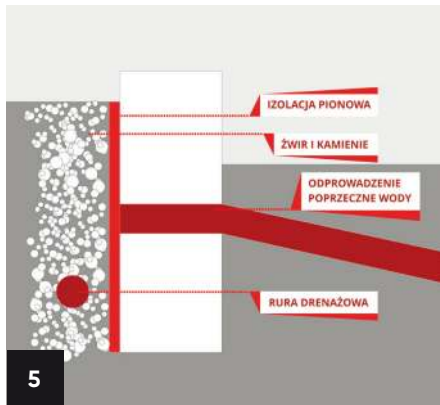 IZOLACJA PIONOWA
ŻWIR I KAMIENIE
ODPROWADZENIE
POPRZECZNE WODY
RURA DRENAŻOWA
5